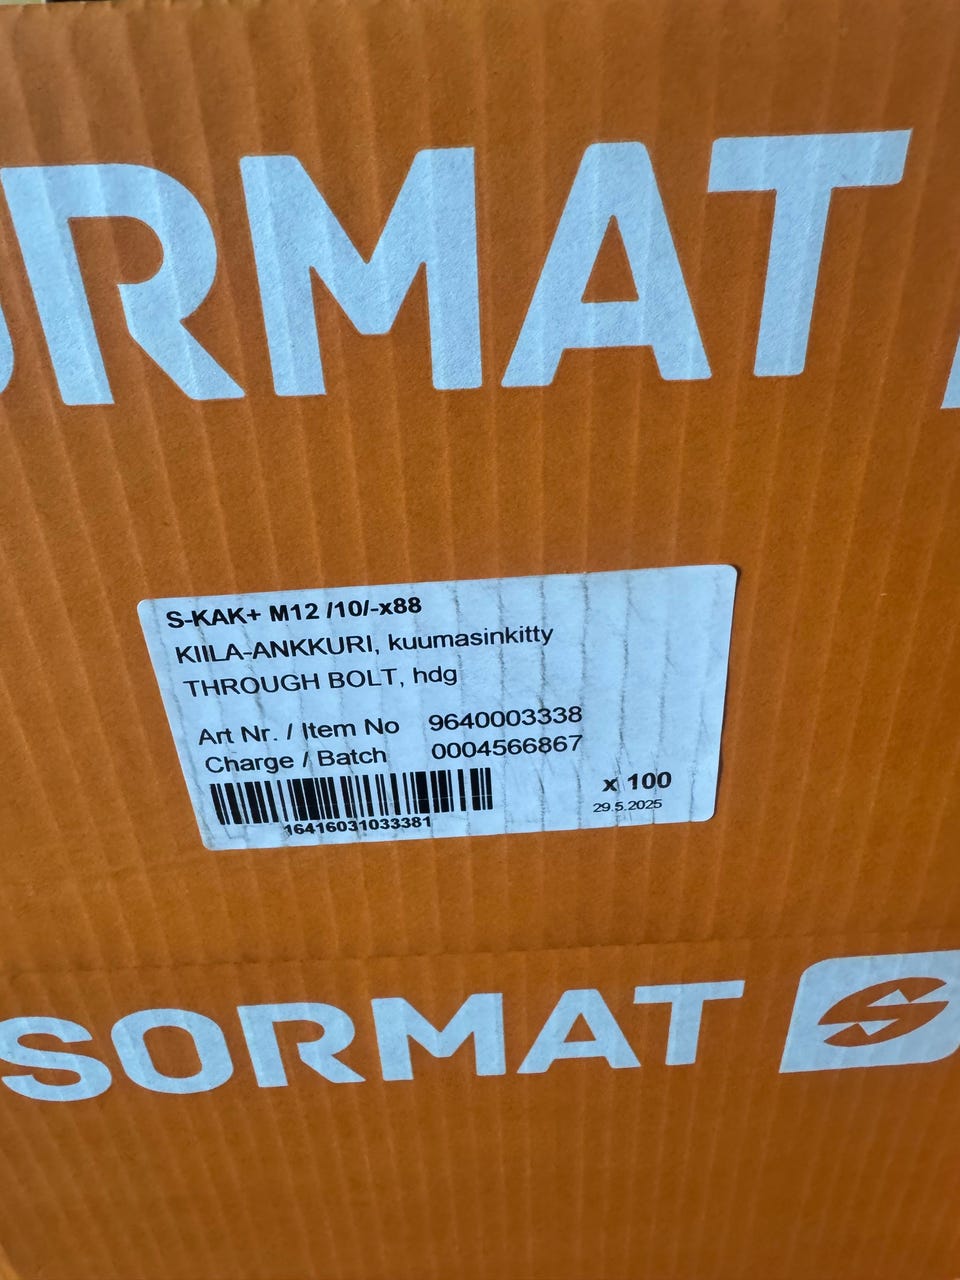 ORMAT
S-KAK+ M12 /10/-x88
KIILA-ANKKURI, kuumasinkitty
THROUGH BOLT, hdg
Art Nr. / Item No 9640003338
Charge / Batch 0004566867
x 100
29.5.2025
16416031033381
SORMAT S